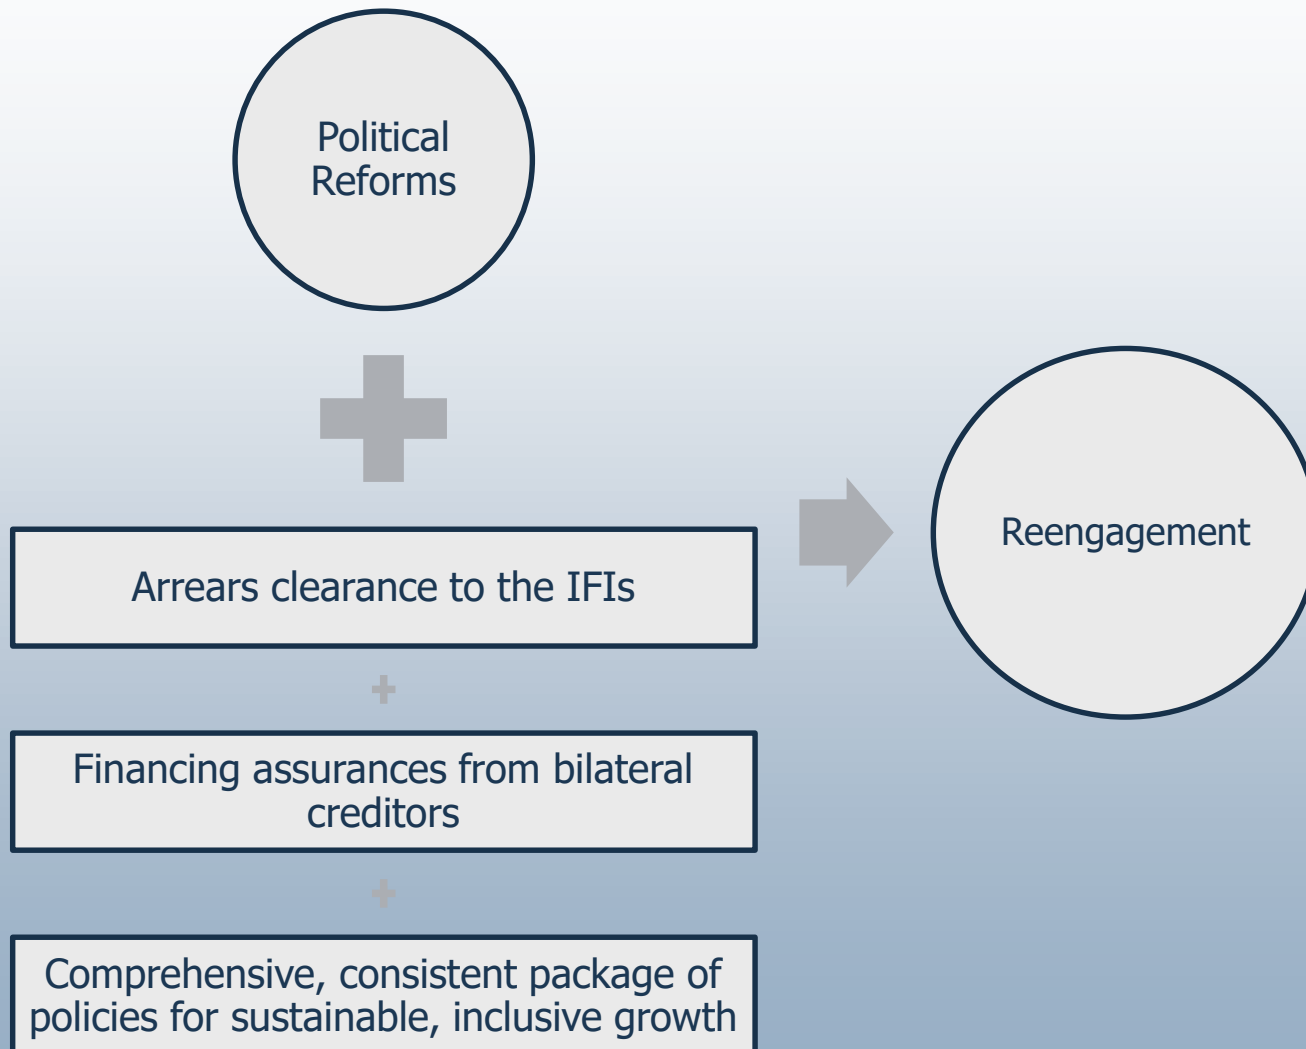 Political
Reforms
Arrears clearance to the IFIs
Reengagement
Financing assurances from bilateral
creditors
Comprehensive, consistent package of
policies for sustainable, inclusive growth